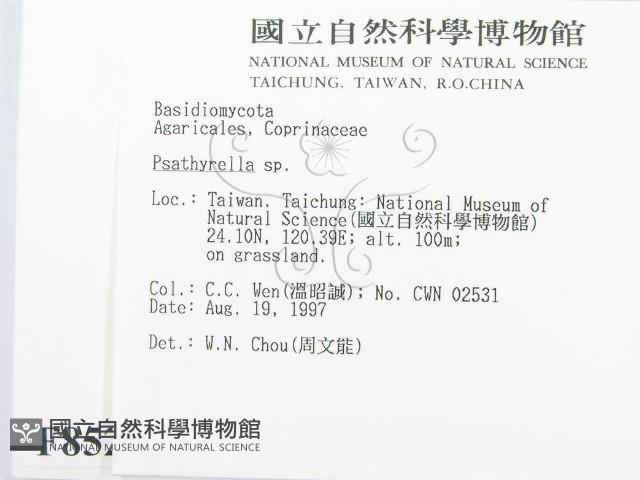 國立自然科學博物館
NATIONAL MUSEUM OF NATURAL SCIENCE
TAICHUNG, TAIWAN, R.O.CHINA
Basidiomycota
Agaricales, Coprinaceae
Psathyrella sp.
Loc.: Taiwan. Taichung: National Museum of
Natural Science(國立自然科學博物館)
24.10N, 120.39E; alt. 100m;
on grassland.
Col.: C.C. Wen(溫昭誠); No. CWN 02531
Date: Aug. 19, 1997
Det.: W.N. Chou(周文能)
國立自然科學博物館
NATIONAL MUSEUM OF NATURAL SCIENCE